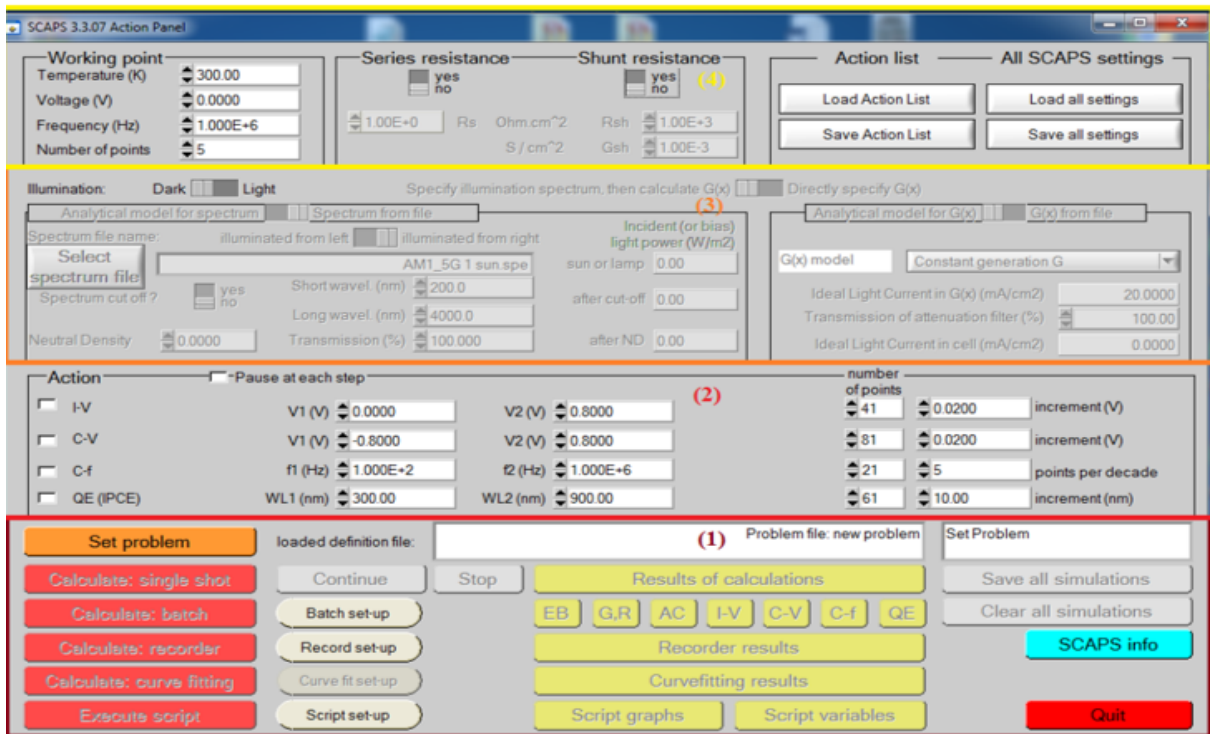 SCAPS 3.3.07 Action Panel
Working point
Temperature (K) 300.00
Voltage (V) 0.0000
Frequency (Hz) 1.000E+6
Number of points 5
Series resistance
yes
no
Shunt resistance
yes
no
(4)
1.00E+0 Rs Ohm.cm^2 Rsh 1.00E+3
S / cm^2 Gsh 1.00E-3
Action list
Load Action List
Save Action List
All SCAPS settings
Load all settings
Save all settings
Illumination: Dark Light
Specify illumination spectrum, then calculate G(x) Directly specify G(x)
(3)
Analytical model for spectrum Spectrum from file
Spectrum file name: illuminated from left illuminated from right
Select
spectrum file
AM1_5G 1 sun.spe
Spectrum cut off ? yes
no
Short wavel. (nm) 200.0
Long wavel. (nm) 4000.0
Neutral Density 0.0000
Transmission (%) 100.000
Incident (or bias)
light power (W/m2)
sun or lamp 0.00
after cut-off 0.00
after ND 0.00
Analytical model for G(x) G(x) from file
G(x) model Constant generation G
Ideal Light Current in G(x) (mA/cm2) 20.0000
Transmission of attenuation filter (%) 100.00
Ideal Light Current in cell (mA/cm2) 0.0000
Action Pause at each step
(2)
number
of points
I-V V1 (V) 0.0000 V2 (V) 0.8000 41 0.0200 increment (V)
C-V V1 (V) -0.8000 V2 (V) 0.8000 81 0.0200 increment (V)
C-f f1 (Hz) 1.000E+2 f2 (Hz) 1.000E+6 21 5 points per decade
QE (IPCE) WL1 (nm) 300.00 WL2 (nm) 900.00 61 10.00 increment (nm)
Set problem loaded definition file: (1) Problem file: new problem Set Problem
Calculate: single shot Continue Stop Results of calculations Save all simulations
Calculate: batch Batch set-up EB G,R AC I-V C-V C-f QE Clear all simulations
Calculate: recorder Record set-up Recorder results SCAPS info
Calculate: curve fitting Curve fit set-up Curvefitting results
Execute script Script set-up Script graphs Script variables Quit